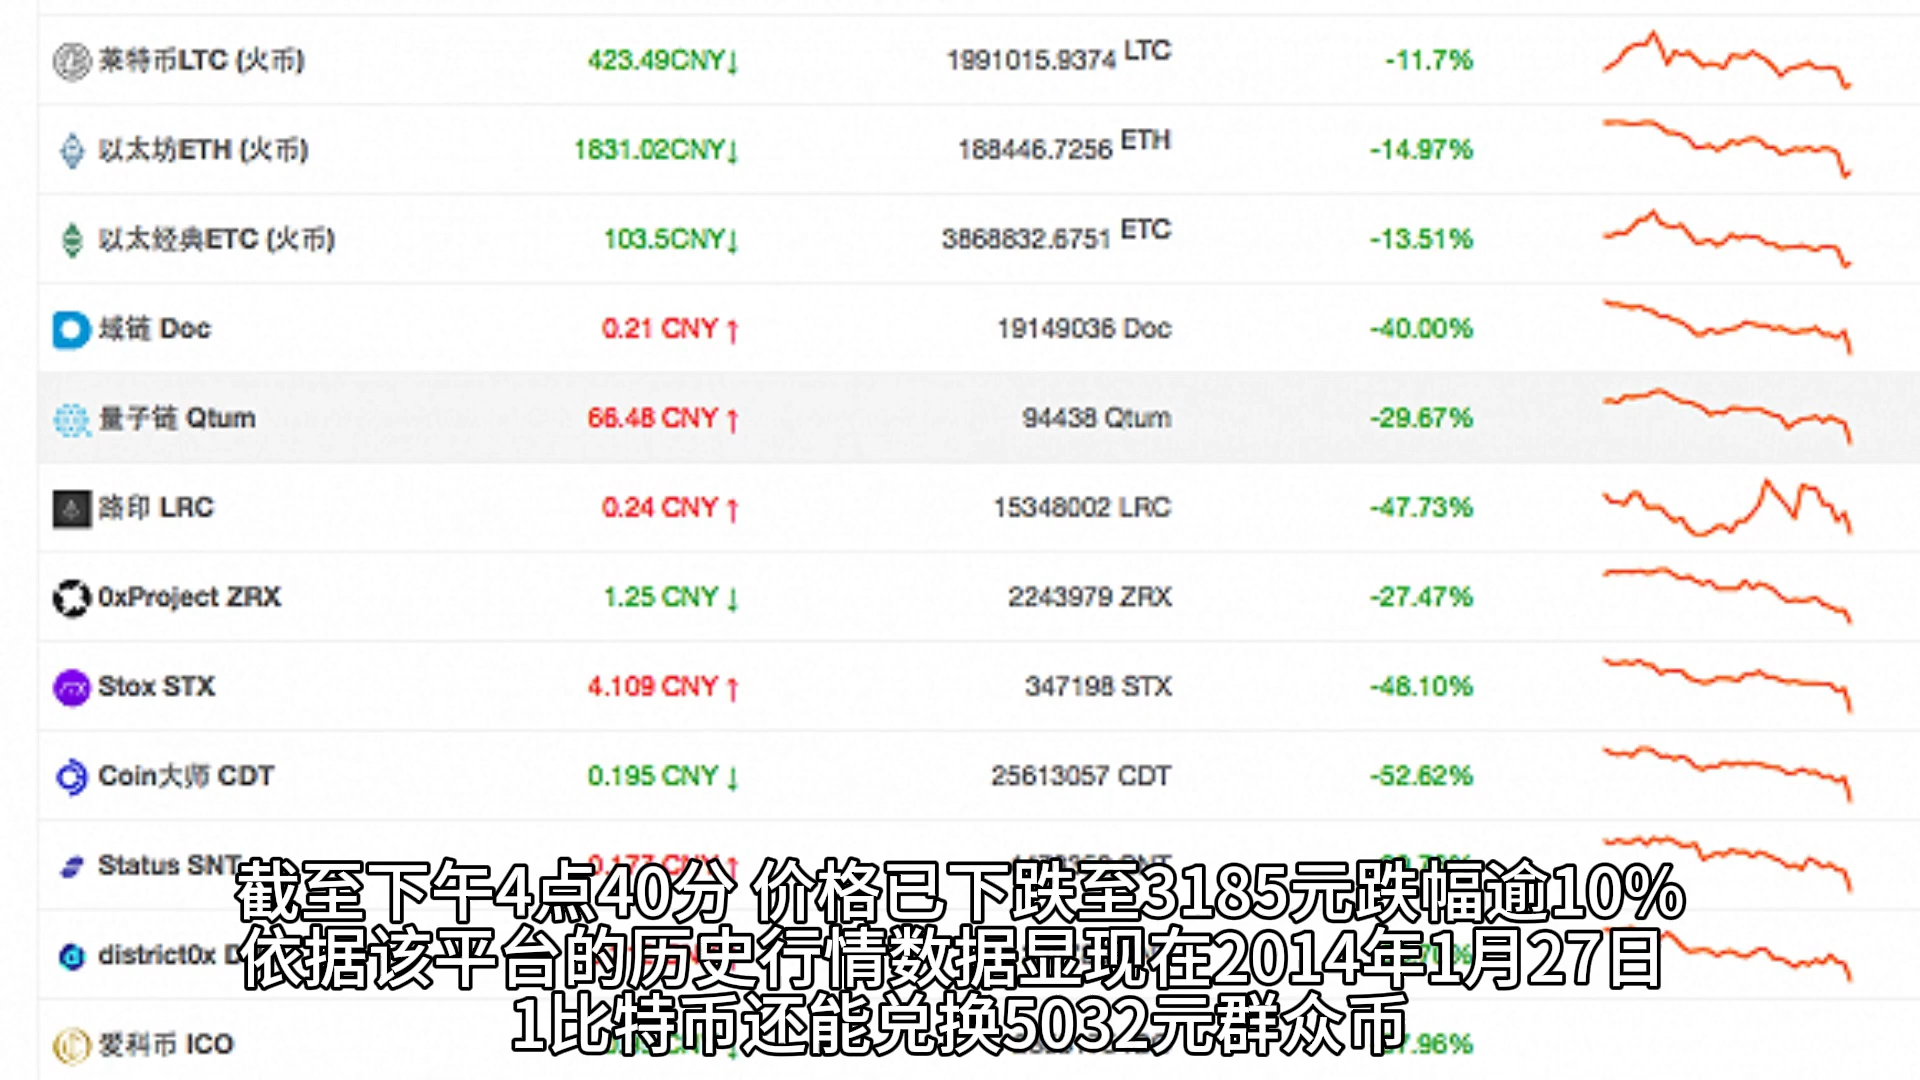 莱特币LTC (火币) 423.49CNY↓ 1991015.9374 LTC -11.7%
以太坊ETH (火币) 1831.02CNY↓ 188446.7256 ETH -14.97%
以太经典ETC (火币) 103.5CNY↓ 3868832.6751 ETC -13.51%
域链 Doc 0.21 CNY ↑ 19149036 Doc -40.00%
量子链 Qtum 66.48 CNY ↑ 94438 Qtum -29.67%
路印 LRC 0.24 CNY ↑ 15348002 LRC -47.73%
0xProject ZRX 1.25 CNY ↓ 2243979 ZRX -27.47%
Stox STX 4.109 CNY ↑ 347198 STX -48.10%
Coin大师 CDT 0.195 CNY ↓ 25613057 CDT -52.62%
Status SNT 0.177 CNY ↑
district0x
爱科币 ICO
截至下午4点40分 价格已下跌至3185元跌幅逾10%
依据该平台的历史行情数据显现在2014年1月27日
1比特币还能兑换5032元群众币